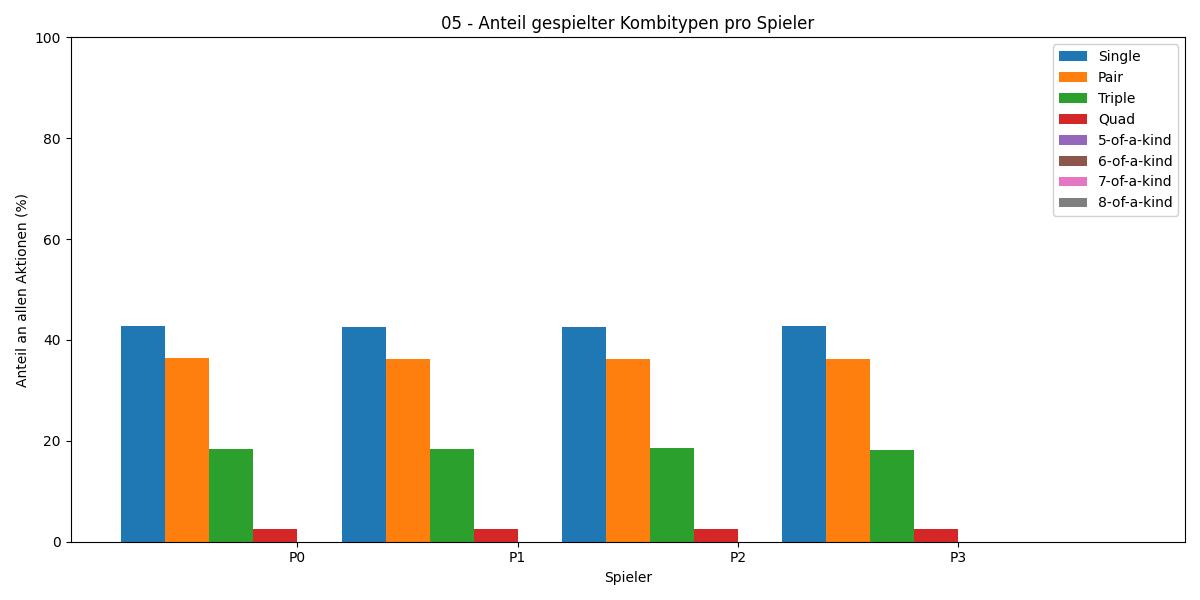 05 - Anteil gespielter Kombitypen pro Spieler
100
80
60
40
20
0
Anteil an allen Aktionen (%)
Single
Pair
Triple
Quad
5-of-a-kind
6-of-a-kind
7-of-a-kind
8-of-a-kind
P0 P1 P2 P3
Spieler